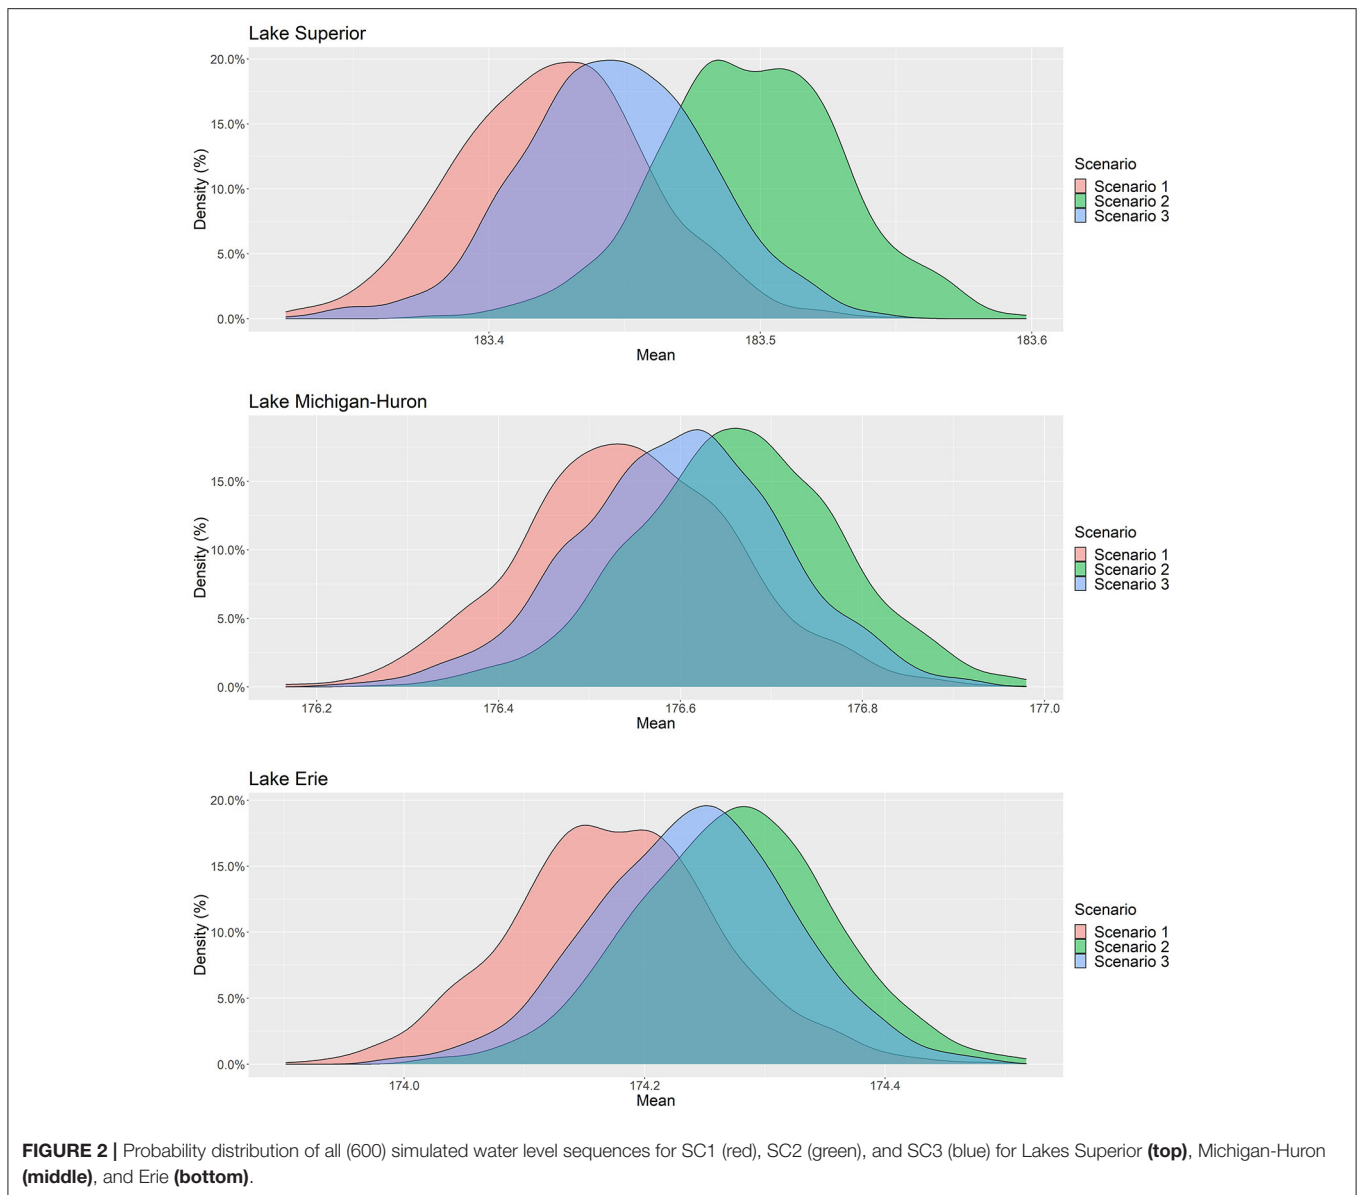 Lake Superior
20.0%
15.0%
10.0%
5.0%
0.0%
Density (%)
183.4 183.5 183.6
Mean
Scenario
Scenario 1
Scenario 2
Scenario 3
Lake Michigan-Huron
15.0%
10.0%
5.0%
0.0%
Density (%)
176.2 176.4 176.6 176.8 177.0
Mean
Scenario
Scenario 1
Scenario 2
Scenario 3
Lake Erie
20.0%
15.0%
10.0%
5.0%
0.0%
Density (%)
174.0 174.2 174.4
Mean
Scenario
Scenario 1
Scenario 2
Scenario 3
FIGURE 2 | Probability distribution of all (600) simulated water level sequences for SC1 (red), SC2 (green), and SC3 (blue) for Lakes Superior (top), Michigan-Huron
(middle), and Erie (bottom).